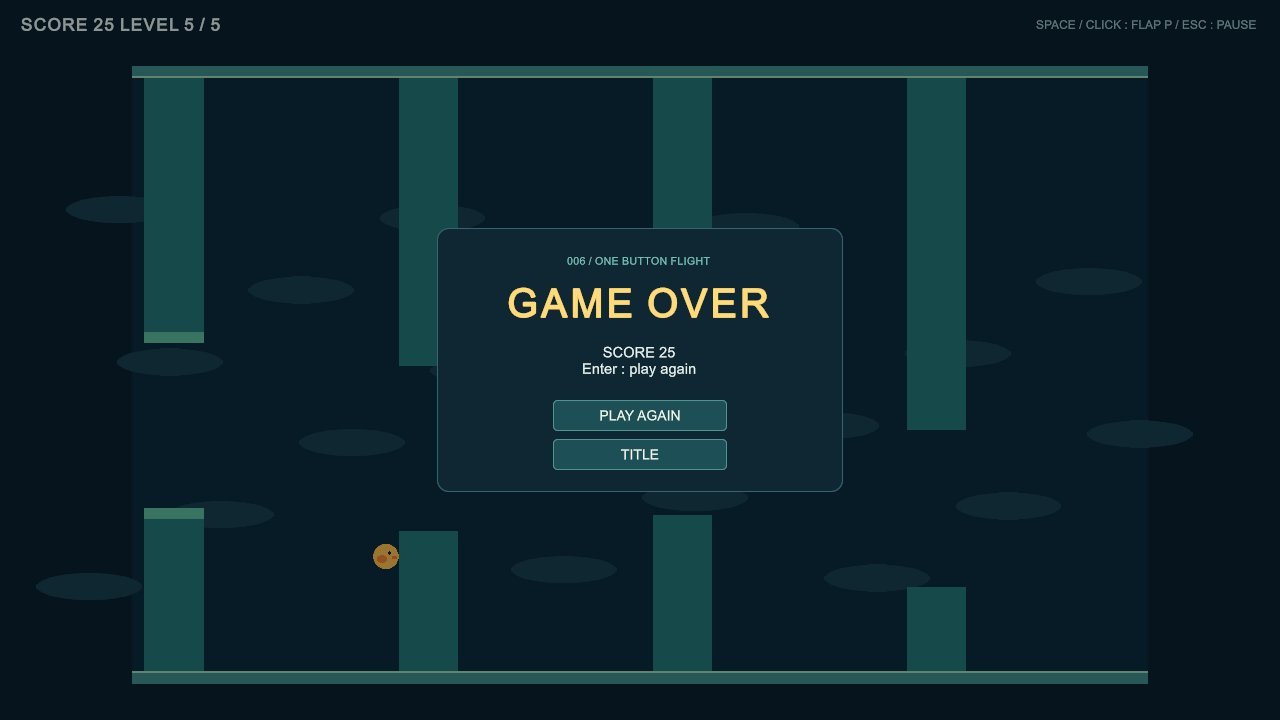 SCORE 25 LEVEL 5 / 5
SPACE / CLICK : FLAP P / ESC : PAUSE
006 / ONE BUTTON FLIGHT
GAME OVER
SCORE 25
Enter : play again
PLAY AGAIN
TITLE